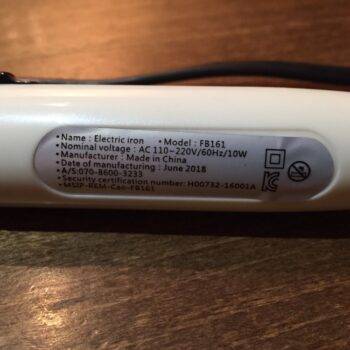 • Name : Electric iron • Model : FB161
• Nominal voltage : AC 110~220V/60Hz/10W
• Manufacturer : Made in China
• Date of manufacturing : June 2018
• A/S:070-8600-3233
• Security certification number: H00732-16001A
• MSIP-REM-Cao-FB161